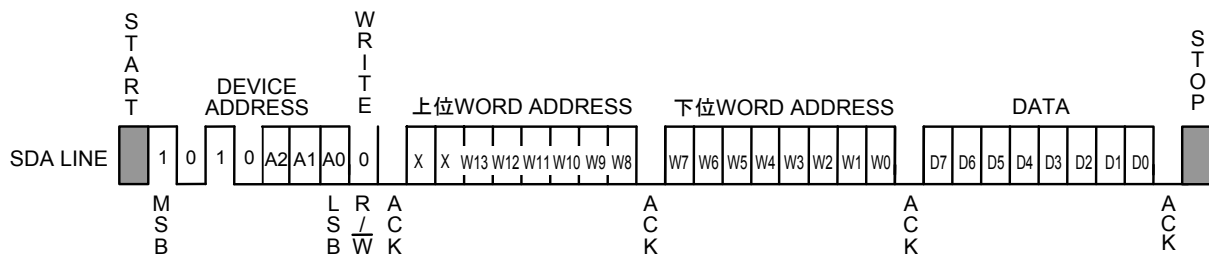 START
WRITE
STOP
DEVICE
ADDRESS
上位WORD ADDRESS
下位WORD ADDRESS
DATA
SDA LINE
1 0 1 0 A2 A1 A0 0
X X W13 W12 W11 W10 W9 W8
W7 W6 W5 W4 W3 W2 W1 W0
D7 D6 D5 D4 D3 D2 D1 D0
MSB
LSB
R/W
ACK
ACK
ACK
ACK